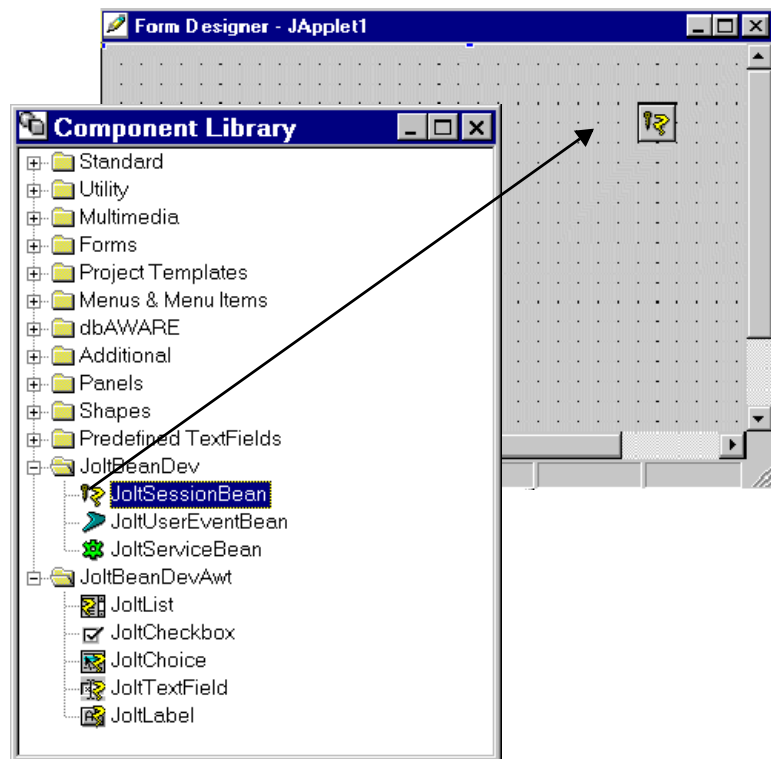 Form Designer - JApplet1
Component Library
Standard
Utility
Multimedia
Forms
Project Templates
Menus & Menu Items
dbAWARE
Additional
Panels
Shapes
Predefined TextFields
JoltBeanDev
JoltSessionBean
JoltUserEventBean
JoltServiceBean
JoltBeanDevAwt
JoltList
JoltCheckbox
JoltChoice
JoltTextField
JoltLabel